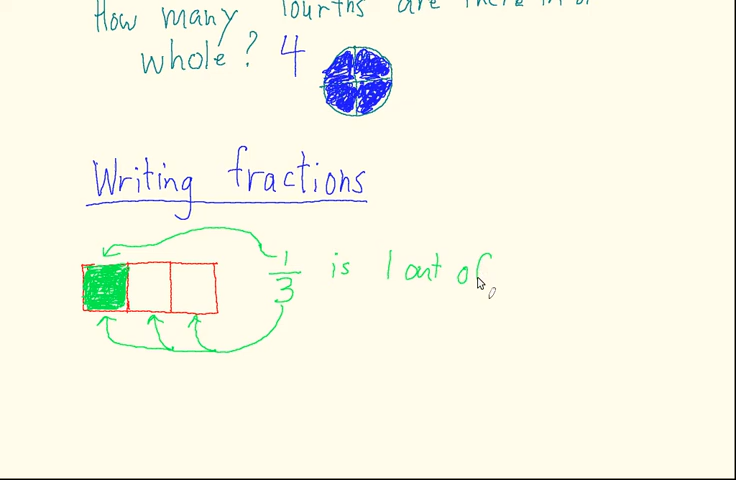 How many fourths are there in
whole? 4
Writing fractions
1/3 is 1 out of